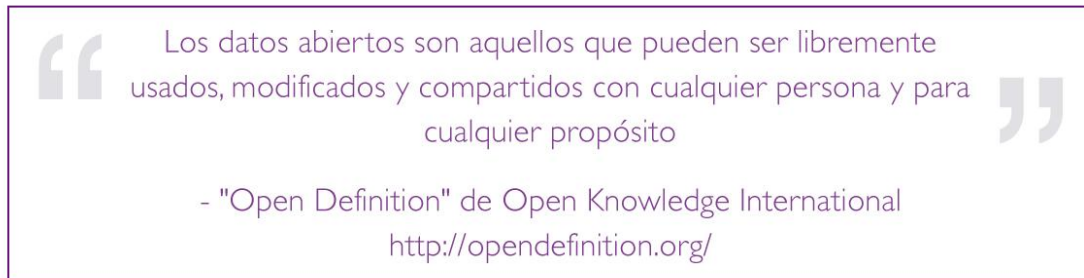 “ Los datos abiertos son aquellos que pueden ser libremente
usados, modificados y compartidos con cualquier persona y para
cualquier propósito ”
- "Open Definition" de Open Knowledge International
http://opendefinition.org/